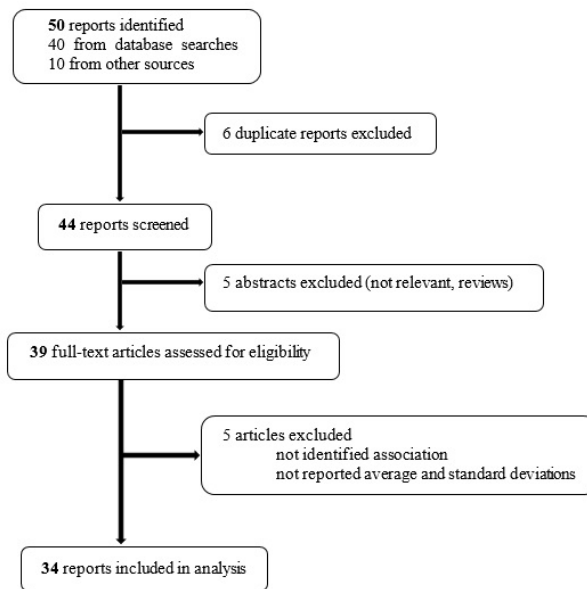 50 reports identified
40 from database searches
10 from other sources
6 duplicate reports excluded
44 reports screened
5 abstracts excluded (not relevant, reviews)
39 full-text articles assessed for eligibility
5 articles excluded
not identified association
not reported average and standard deviations
34 reports included in analysis